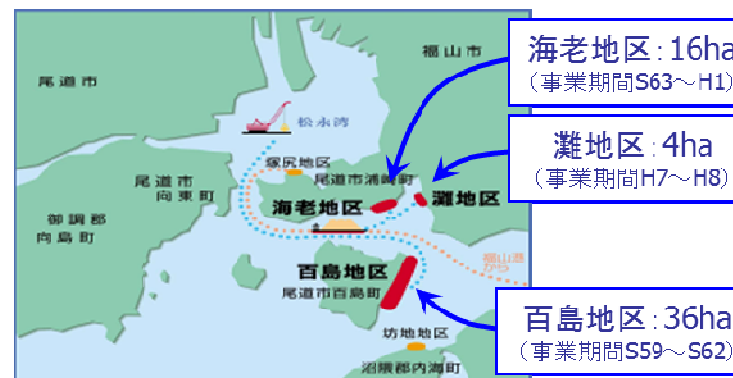 福山市
尾道市
海老地区：16ha
（事業期間S63～H1）
松永湾
灘地区：4ha
（事業期間H7～H8）
塚尻地区
尾道市浦崎町
尾道市
向東町
海老地区
灘地区
御調郡
向島町
福山港
から
百島地区
尾道市百島町
百島地区：36ha
（事業期間S59～S62）
坊地地区
沼隈郡内海町